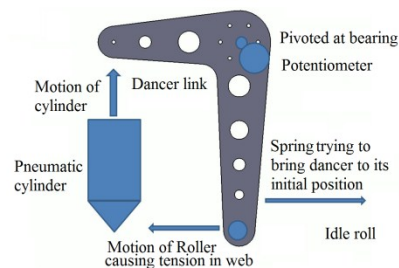 Pivoted at bearing
Potentiometer
Motion of
cylinder
Dancer link
Pneumatic
cylinder
Spring trying to
bring dancer to its
initial position
Idle roll
Motion of Roller
causing tension in web